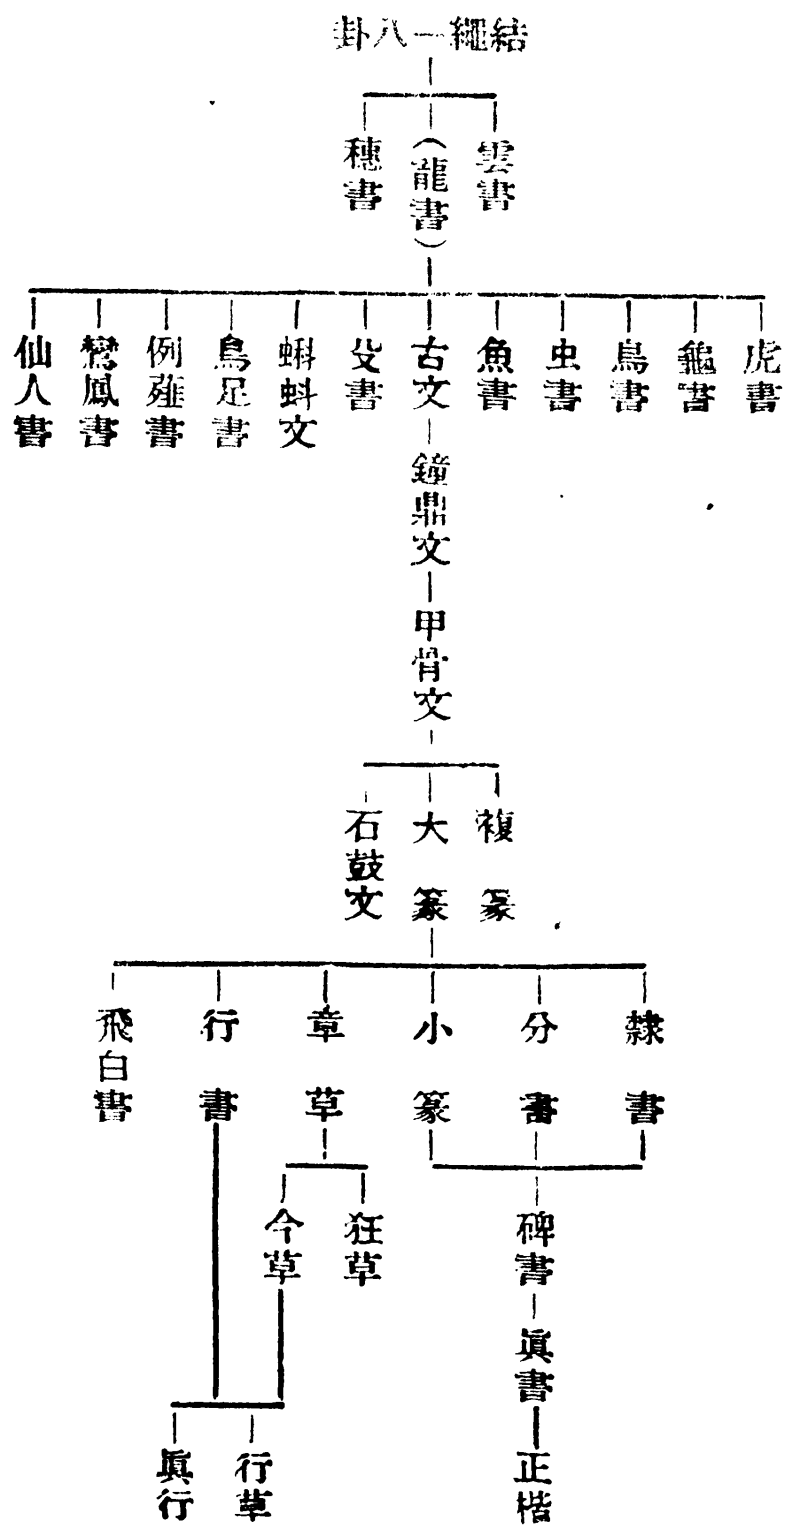 結繩—八卦
雲書
（龍書）
穗書
虎書
龜書
鳥書
虫書
魚書
古文
殳書
蝌蚪文
鳥足書
例薤書
鸞鳳書
仙人書
鐘鼎文
甲骨文
複篆
大篆
石鼓文
隸書
分書
小篆
章草
行書
飛白書
狂草
今草
碑書
眞書
正楷
行草
眞行